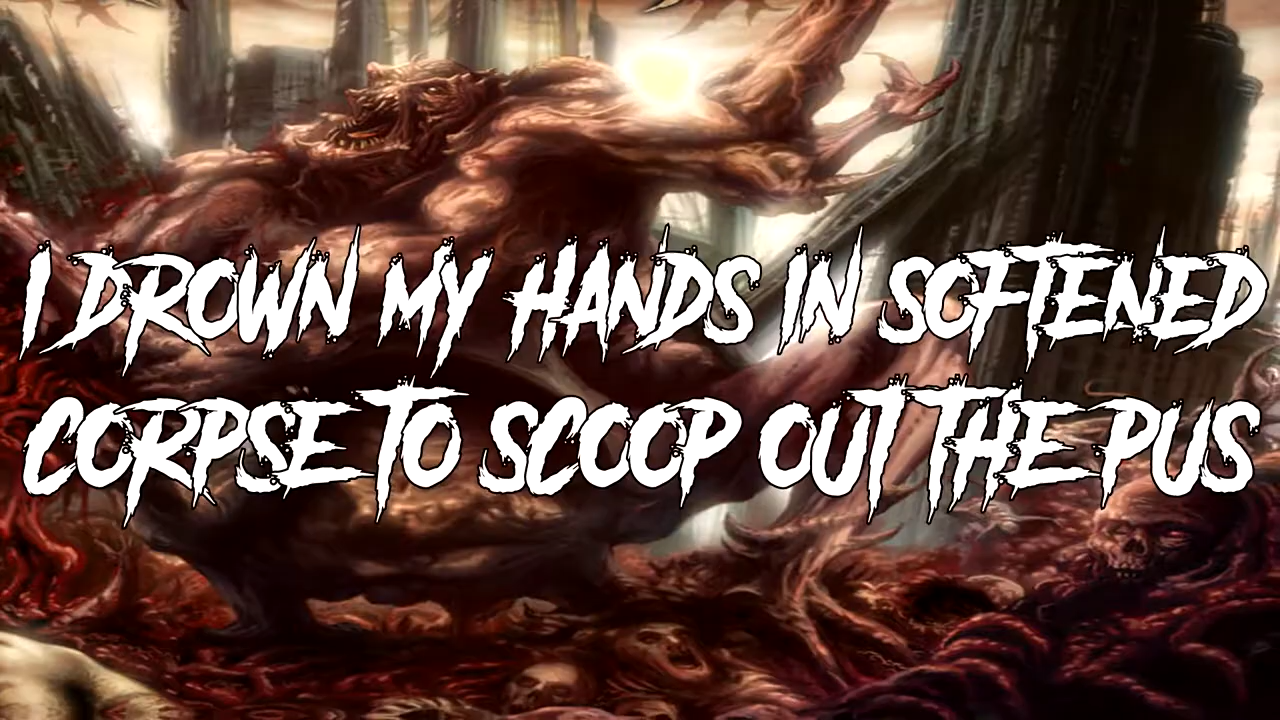 I DROWN MY HANDS IN SOFTENED
CORPSE TO SCOOP OUT THE PUS